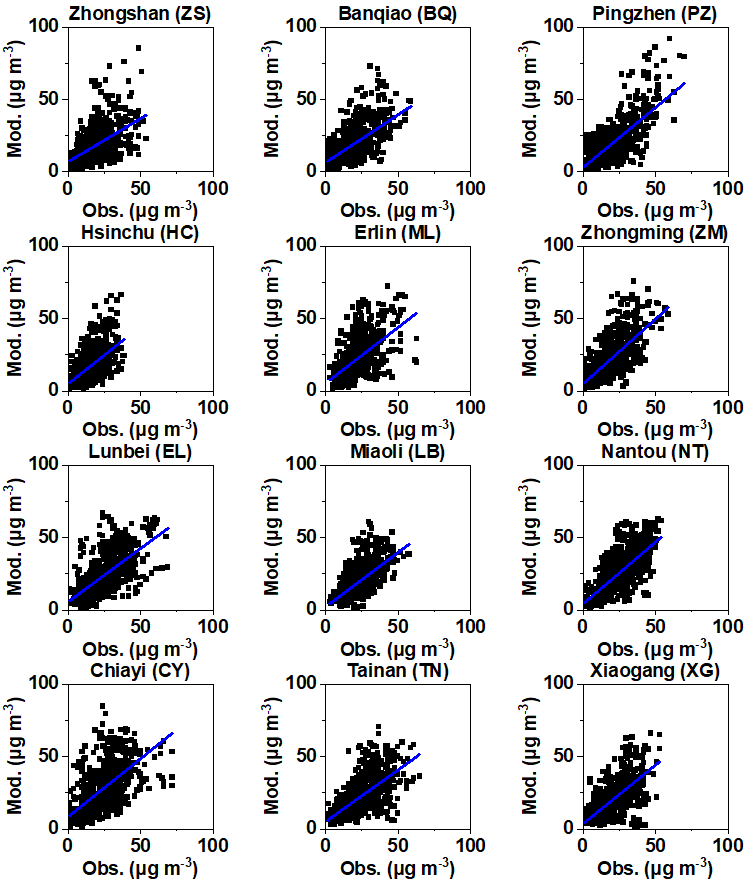 Zhongshan (ZS) Banqiao (BQ) Pingzhen (PZ)
100 100 100
Mod. (µg m-3) Mod. (µg m-3) Mod. (µg m-3)
50 50 50
0 0 0
0 50 100 0 50 100 0 50 100
Obs. (µg m-3) Obs. (µg m-3) Obs. (µg m-3)
Hsinchu (HC) Erlin (ML) Zhongming (ZM)
100 100 100
Mod. (µg m-3) Mod. (µg m-3) Mod. (µg m-3)
50 50 50
0 0 0
0 50 100 0 50 100 0 50 100
Obs. (µg m-3) Obs. (µg m-3) Obs. (µg m-3)
Lunbei (EL) Miaoli (LB) Nantou (NT)
100 100 100
Mod. (µg m-3) Mod. (µg m-3) Mod. (µg m-3)
50 50 50
0 0 0
0 50 100 0 50 100 0 50 100
Obs. (µg m-3) Obs. (µg m-3) Obs. (µg m-3)
Chiayi (CY) Tainan (TN) Xiaogang (XG)
100 100 100
Mod. (µg m-3) Mod. (µg m-3) Mod. (µg m-3)
50 50 50
0 0 0
0 50 100 0 50 100 0 50 100
Obs. (µg m-3) Obs. (µg m-3) Obs. (µg m-3)